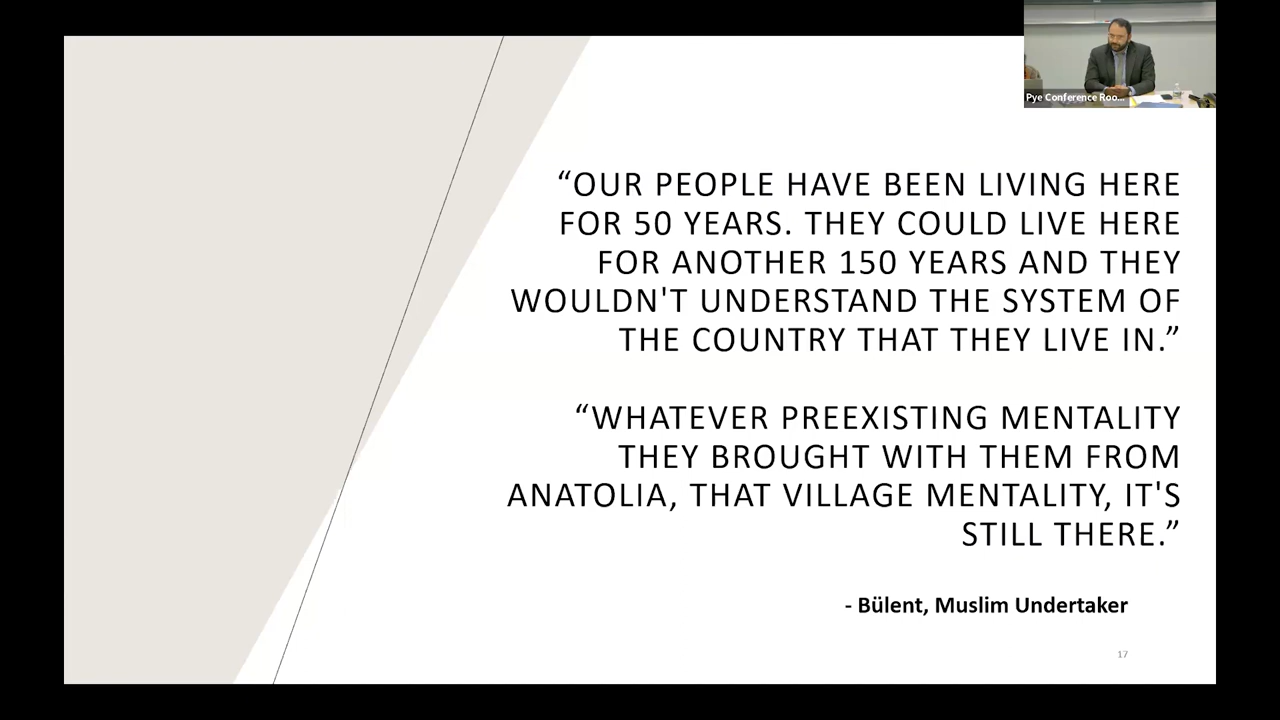 Pye Conference Roo...
“OUR PEOPLE HAVE BEEN LIVING HERE
FOR 50 YEARS. THEY COULD LIVE HERE
FOR ANOTHER 150 YEARS AND THEY
WOULDN'T UNDERSTAND THE SYSTEM OF
THE COUNTRY THAT THEY LIVE IN.”
“WHATEVER PREEXISTING MENTALITY
THEY BROUGHT WITH THEM FROM
ANATOLIA, THAT VILLAGE MENTALITY, IT'S
STILL THERE.”
- Bülent, Muslim Undertaker
17